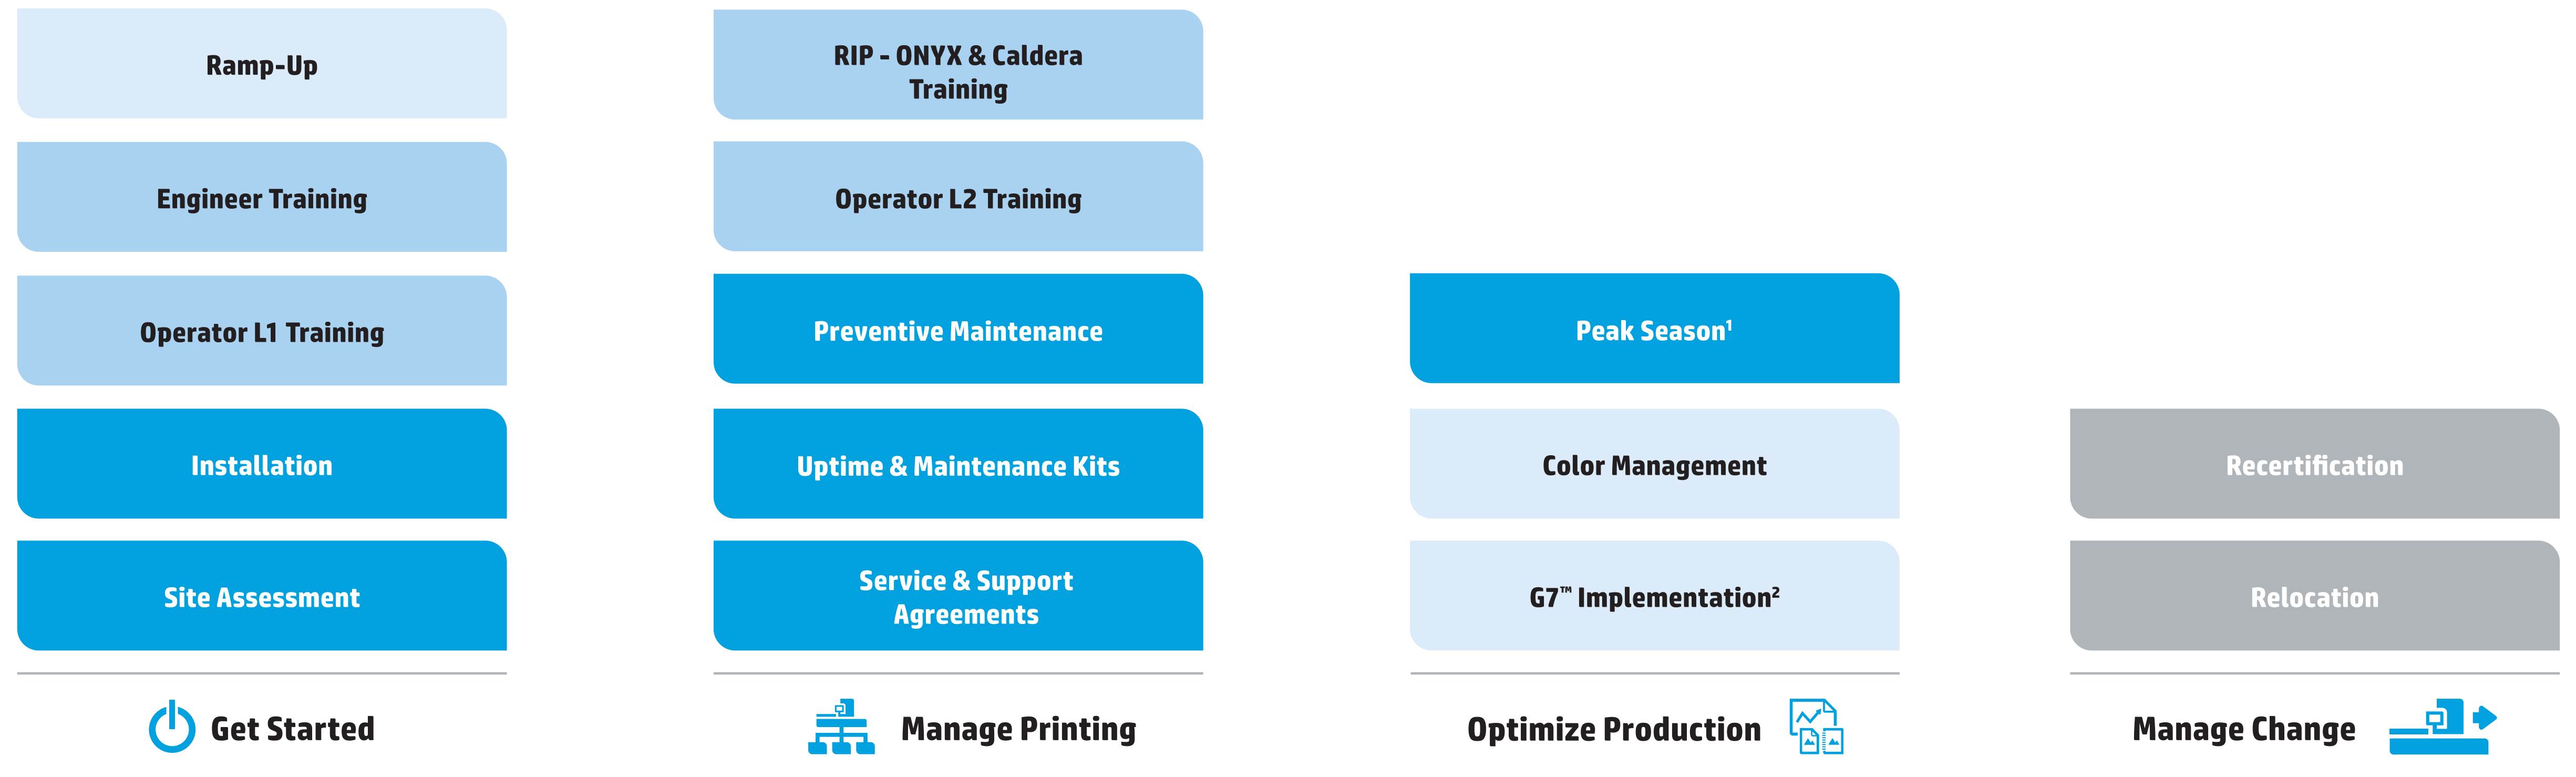 Ramp-Up
Engineer Training
Operator L1 Training
Installation
Site Assessment
Get Started
RIP - ONYX & Caldera
Training
Operator L2 Training
Preventive Maintenance
Uptime & Maintenance Kits
Service & Support
Agreements
Manage Printing
Peak Season¹
Color Management
G7™ Implementation²
Optimize Production
Recertification
Relocation
Manage Change